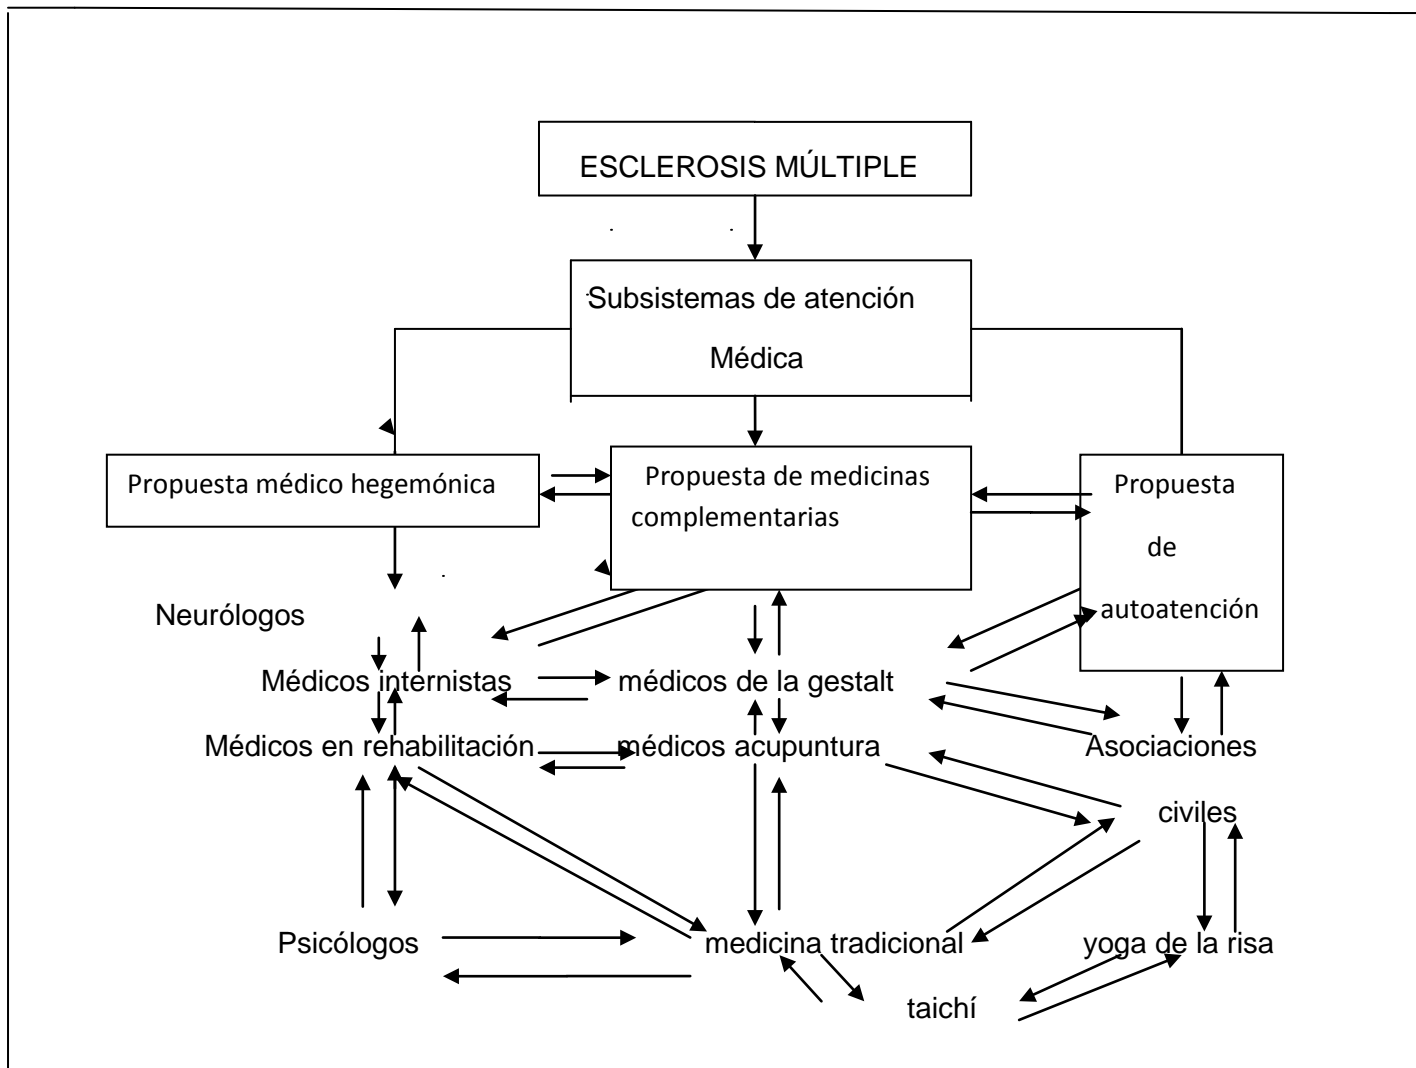 ESCLEROSIS MÚLTIPLE
Subsistemas de atención
Médica
Propuesta médico hegemónica
Propuesta de medicinas
complementarias
Propuesta
de
autoatención
Neurólogos
Médicos internistas
médicos de la gestalt
Médicos en rehabilitación
médicos acupuntura
Asociaciones
civiles
Psicólogos
medicina tradicional
yoga de la risa
taichí